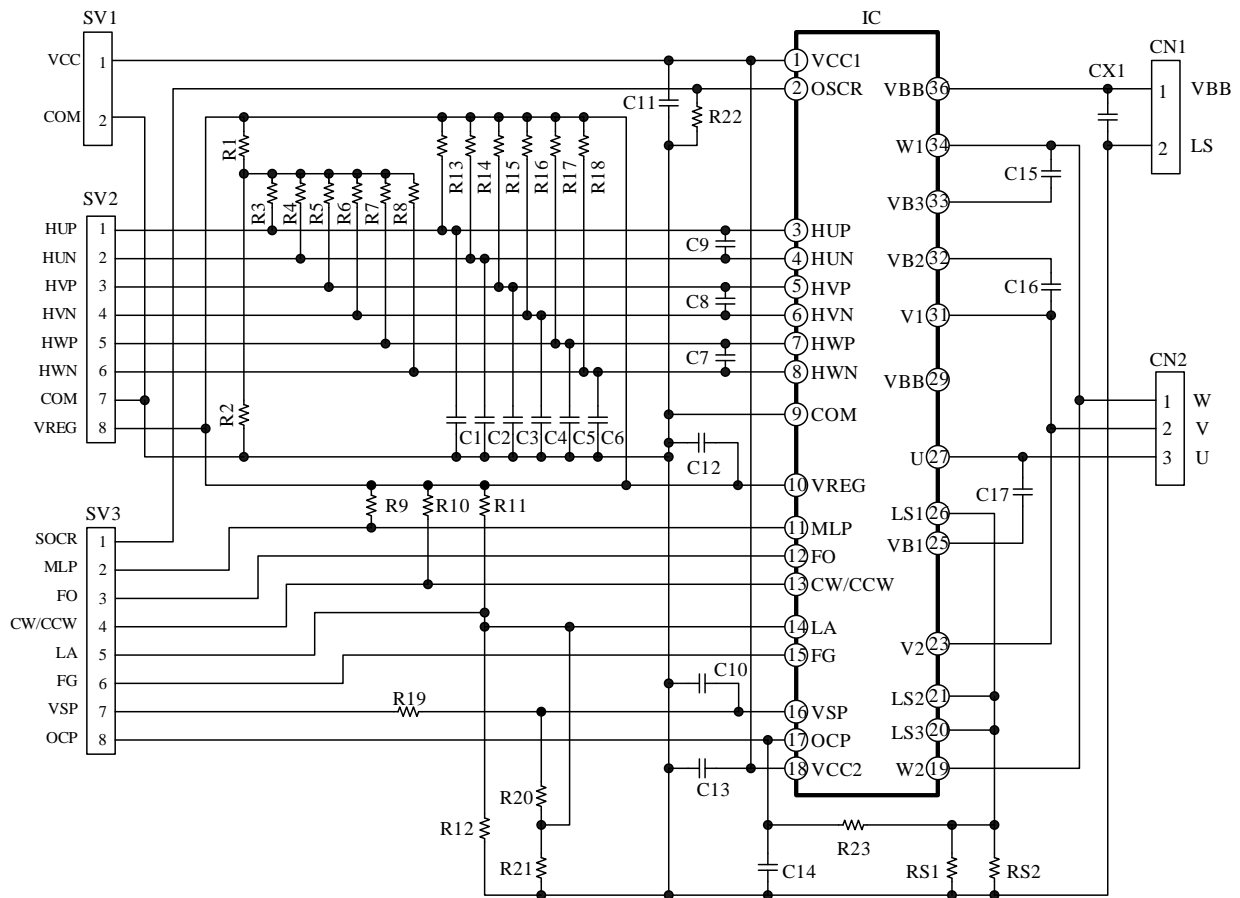 SV1
IC
CN1
VCC 1
1 VCC1
CX1
2 OSCR
VBB 36
1 VBB
C11
R22
COM 2
W1 34
2 LS
R1
R13
R14
R15
R16
R17
R18
C15
SV2
R3
R4
R5
R6
R7
R8
VB3 33
HUP 1
3 HUP
C9
HUN 2
4 HUN
VB2 32
HVP 3
5 HVP
C8
C16
HVN 4
6 HVN
V1 31
HWP 5
7 HWP
C7
CN2
HWN 6
8 HWN
VBB 29
COM 7
1 W
R2
9 COM
VREG 8
C1
C2
C3
C4
C5
C6
2 V
C12
U 27
3 U
10 VREG
C17
R9
R10
R11
LS1 26
SV3
11 MLP
SOCR 1
VB1 25
12 FO
MLP 2
13 CW/CCW
FO 3
CW/CCW 4
14 LA
V2 23
LA 5
15 FG
FG 6
C10
LS2 21
R19
VSP 7
16 VSP
LS3 20
OCP 8
17 OCP
18 VCC2
W2 19
C13
R20
R12
R23
R21
C14
RS1
RS2